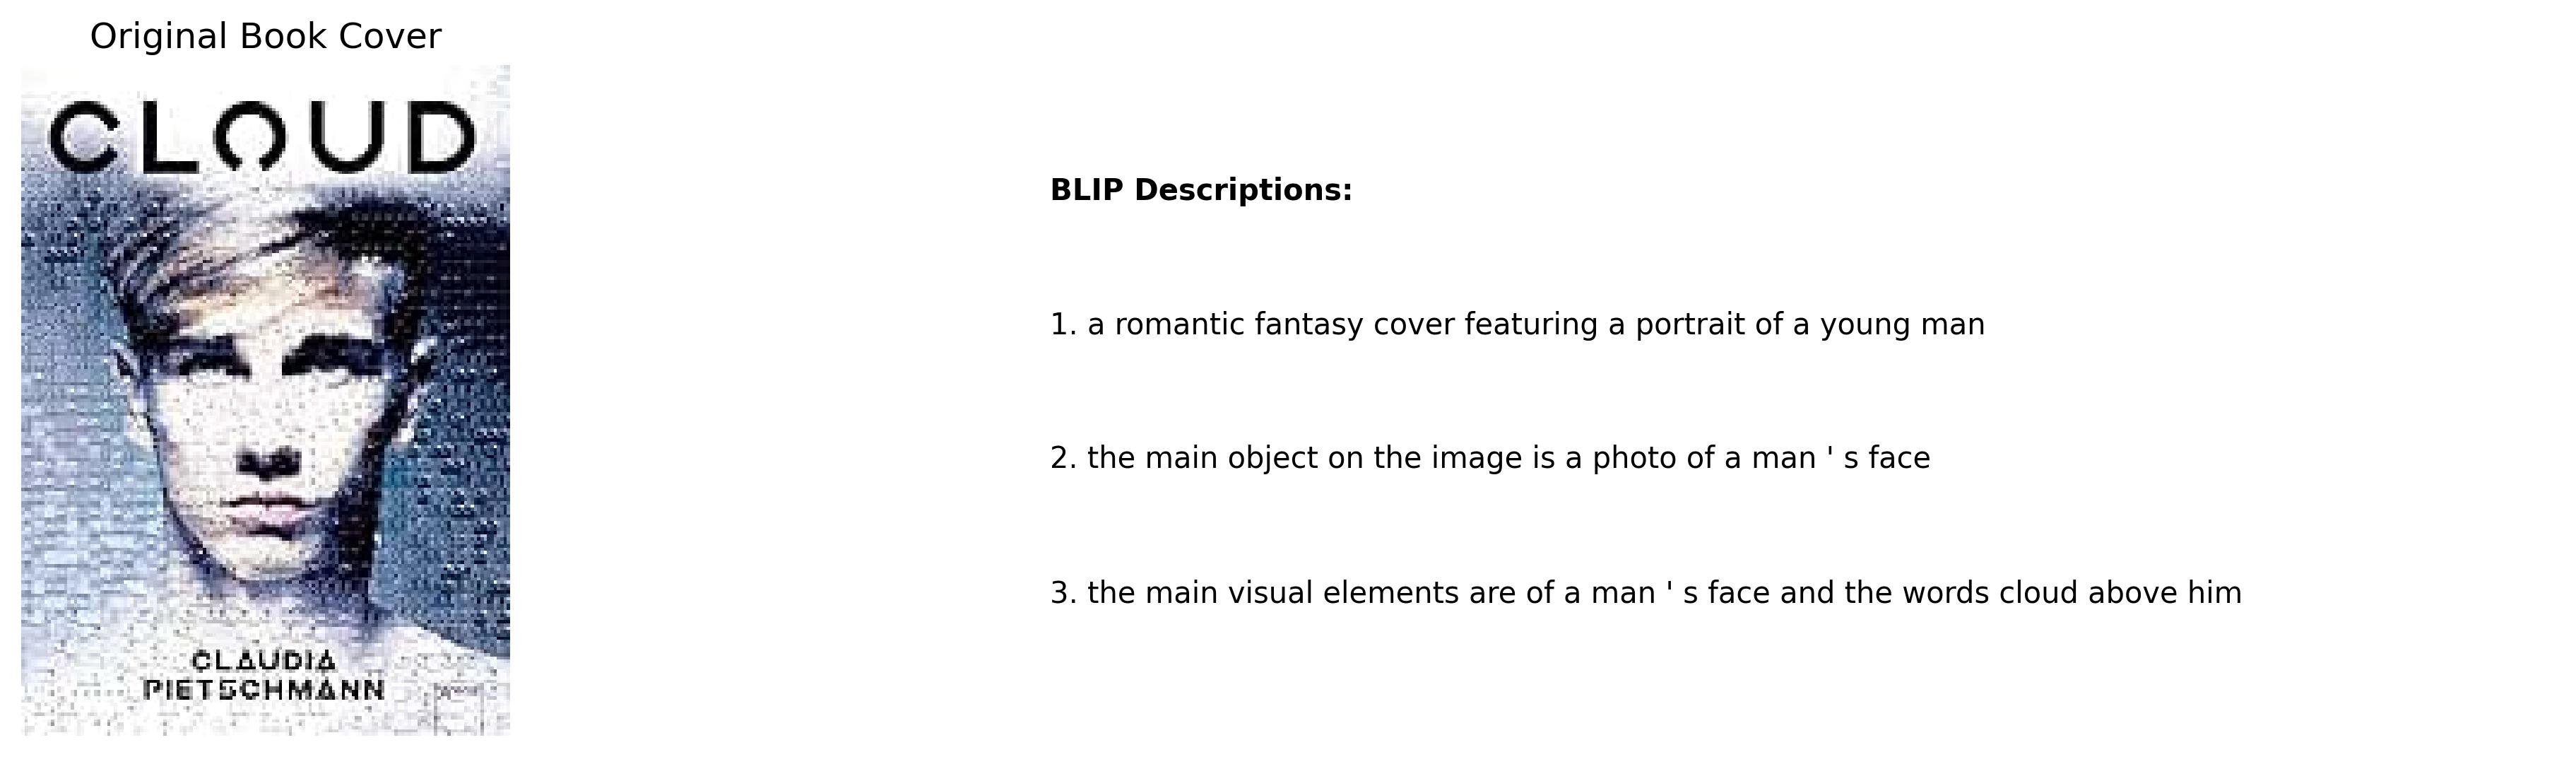 Original Book Cover
CLOUD
CLAUDIA
PIETSCHMANN
BLIP Descriptions:
1. a romantic fantasy cover featuring a portrait of a young man
2. the main object on the image is a photo of a man ' s face
3. the main visual elements are of a man ' s face and the words cloud above him